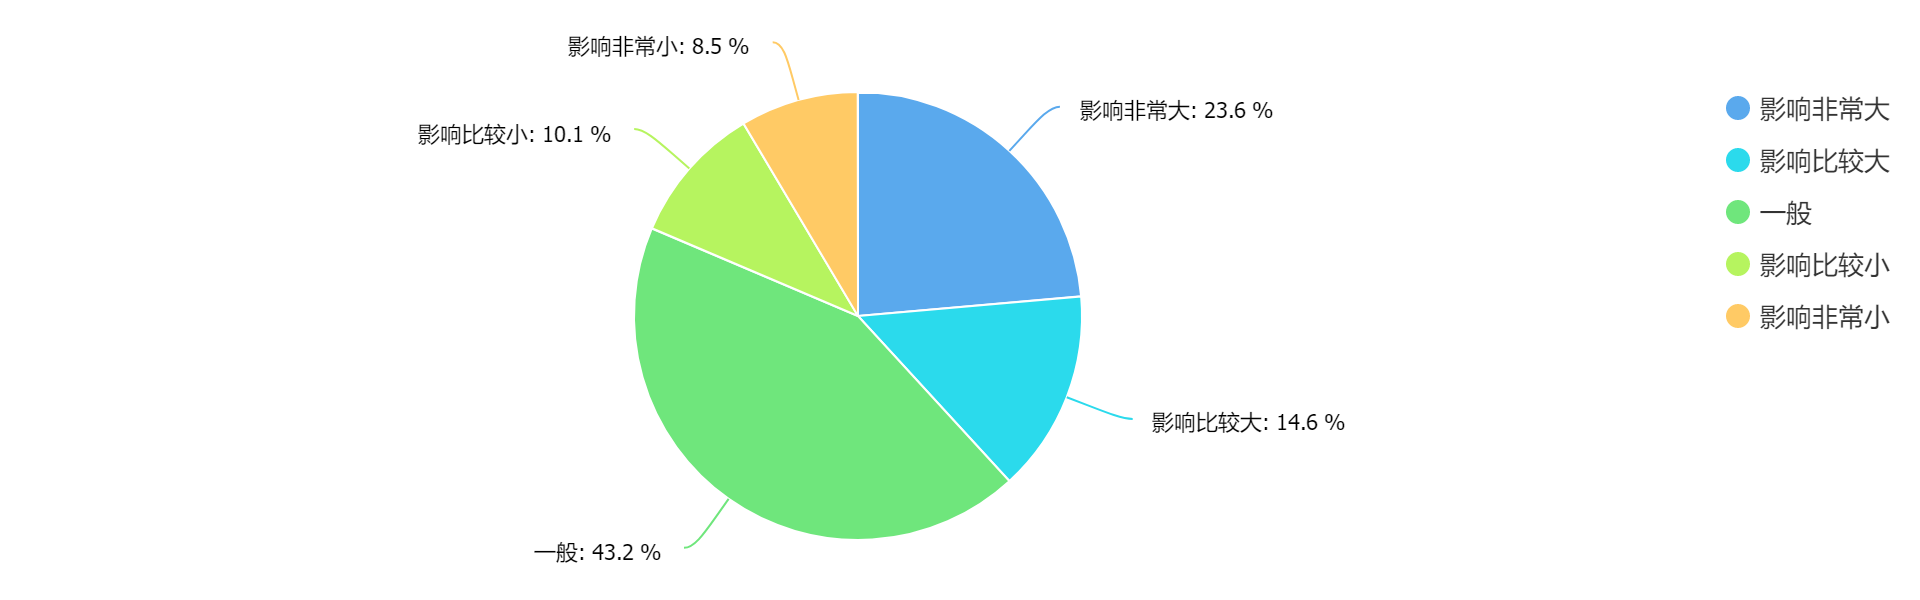 影响非常小: 8.5 %
影响非常大: 23.6 %
影响比较小: 10.1 %
影响比较大: 14.6 %
一般: 43.2 %
影响非常大
影响比较大
一般
影响比较小
影响非常小